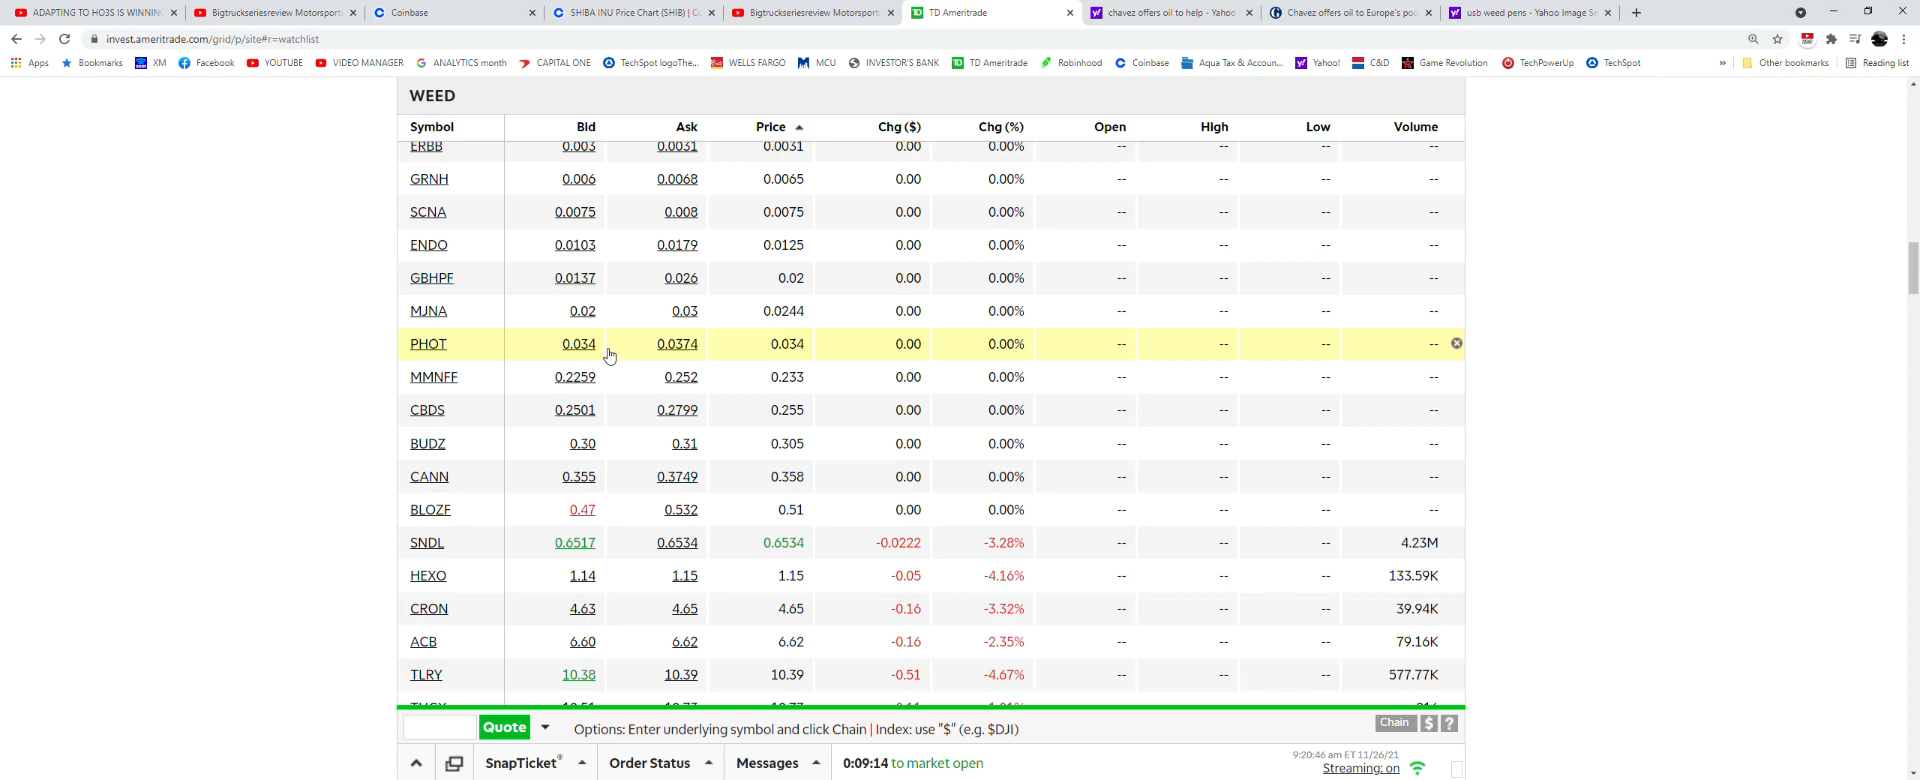 ADAPTING TO HO3S IS WINNIN Bigtruckseriesreview Motorsport: Coinbase SHIBA INU Price Chart (SHIB) | Co Bigtruckseriesreview Motorsport: TD Ameritrade chavez offers oil to help - Yahoo Chavez offers oil to Europe's poo usb weed pens - Yahoo Image Se
invest.ameritrade.com/grid/p/site#r=watchlist
Apps Bookmarks XM Facebook YOUTUBE VIDEO MANAGER ANALYTICS month CAPITAL ONE TechSpot logoThe... WELLS FARGO MCU INVESTOR'S BANK TD Ameritrade Robinhood Coinbase Aqua Tax & Accoun... Yahoo! C&D Game Revolution TechPowerUp TechSpot » Other bookmarks Reading list
WEED
Symbol Bid Ask Price Chg ($) Chg (%) Open High Low Volume
ERBB 0.003 0.0031 0.0031 0.00 0.00% -- -- -- --
GRNH 0.006 0.0068 0.0065 0.00 0.00% -- -- -- --
SCNA 0.0075 0.008 0.0075 0.00 0.00% -- -- -- --
ENDO 0.0103 0.0179 0.0125 0.00 0.00% -- -- -- --
GBHPF 0.0137 0.026 0.02 0.00 0.00% -- -- -- --
MJNA 0.02 0.03 0.0244 0.00 0.00% -- -- -- --
PHOT 0.034 0.0374 0.034 0.00 0.00% -- -- -- --
MMNFF 0.2259 0.252 0.233 0.00 0.00% -- -- -- --
CBDS 0.2501 0.2799 0.255 0.00 0.00% -- -- -- --
BUDZ 0.30 0.31 0.305 0.00 0.00% -- -- -- --
CANN 0.355 0.3749 0.358 0.00 0.00% -- -- -- --
BLOZF 0.47 0.532 0.51 0.00 0.00% -- -- -- --
SNDL 0.6517 0.6534 0.6534 -0.0222 -3.28% -- -- -- 4.23M
HEXO 1.14 1.15 1.15 -0.05 -4.16% -- -- -- 133.59K
CRON 4.63 4.65 4.65 -0.16 -3.32% -- -- -- 39.94K
ACB 6.60 6.62 6.62 -0.16 -2.35% -- -- -- 79.16K
TLRY 10.38 10.39 10.39 -0.51 -4.67% -- -- -- 577.77K
Quote Options: Enter underlying symbol and click Chain | Index: use "$" (e.g. $DJI) Chain $ ?
SnapTicket® Order Status Messages 0:09:14 to market open 9:20:46 am ET 11/26/21
Streaming: on